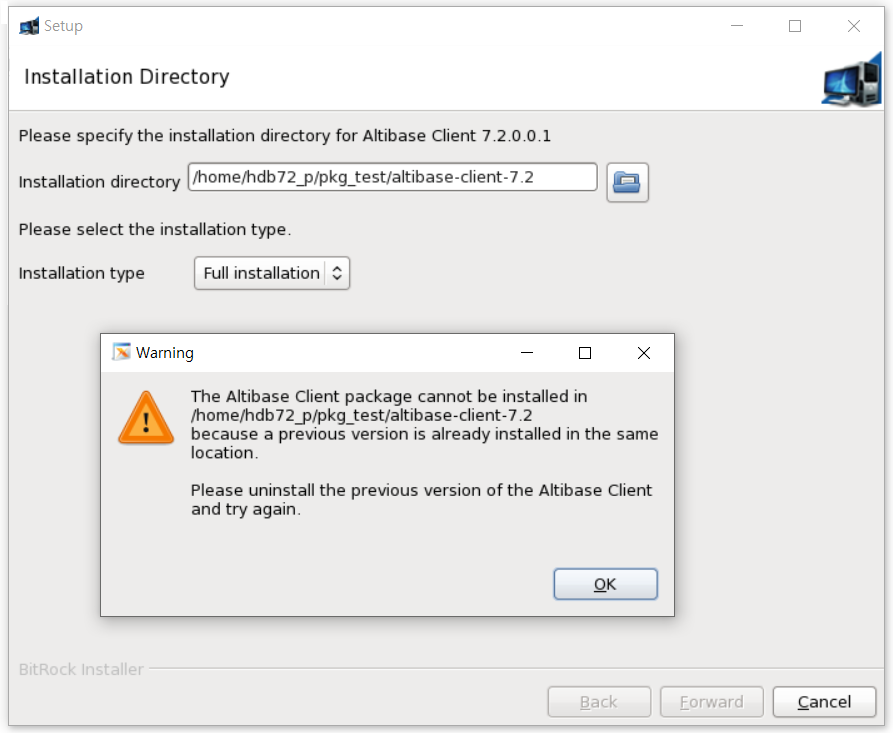 Setup
Installation Directory
Please specify the installation directory for Altibase Client 7.2.0.0.1
Installation directory /home/hdb72_p/pkg_test/altibase-client-7.2
Please select the installation type.
Installation type Full installation
Warning
The Altibase Client package cannot be installed in
/home/hdb72_p/pkg_test/altibase-client-7.2
because a previous version is already installed in the same
location.
Please uninstall the previous version of the Altibase Client
and try again.
OK
BitRock Installer
Back Forward Cancel